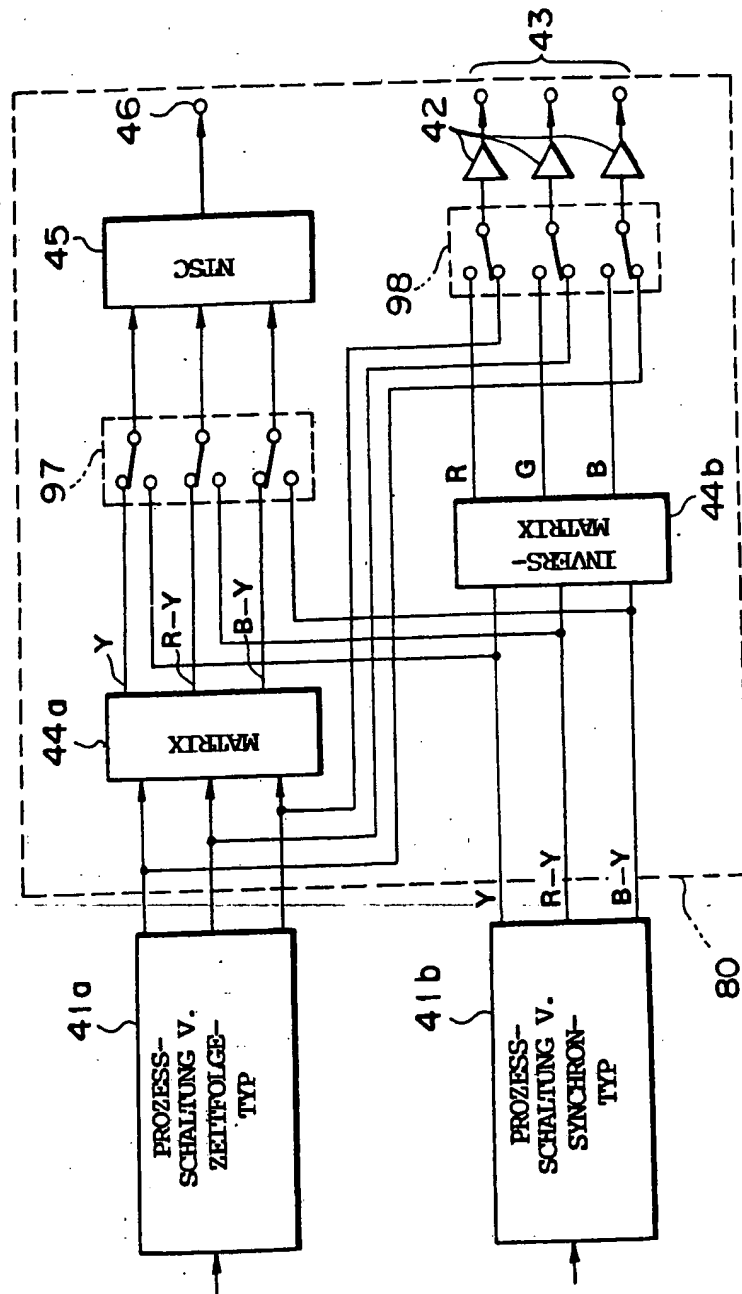 41a
PROZESS-
SCHALTUNG V.
ZEITFOLGE-
TYP
44a
MATRIX
Y
R-Y
B-Y
97
45
NTSC
46
41b
PROZESS-
SCHALTUNG V.
SYNCHRON-
TYP
Y
R-Y
B-Y
80
INVERS-
MATRIX
44b
R
G
B
98
42
43